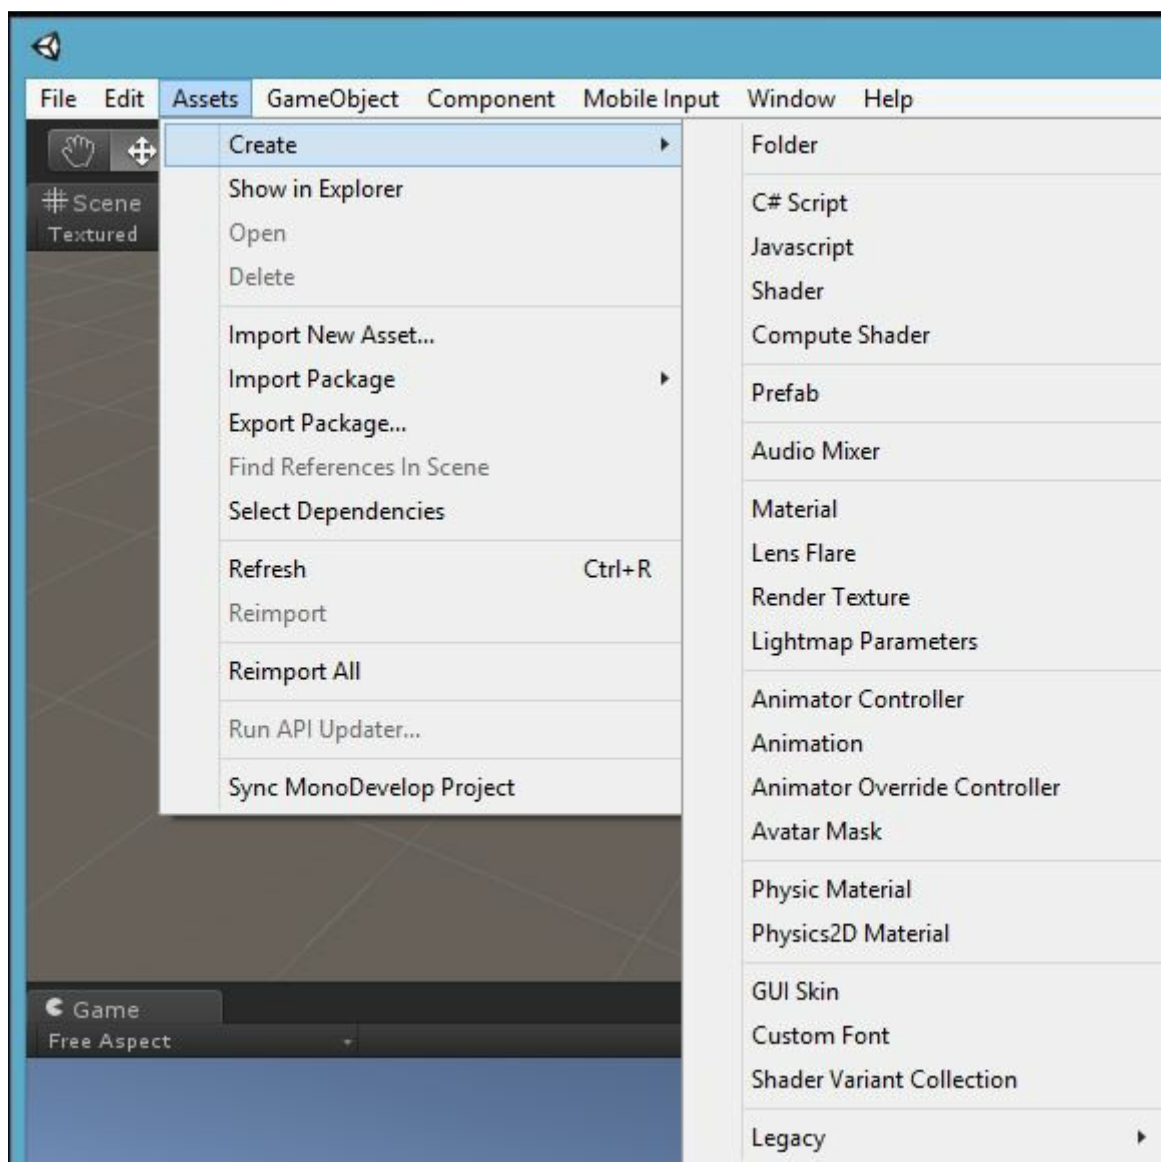 File Edit Assets GameObject Component Mobile Input Window Help
Create
Show in Explorer
Open
Delete
Import New Asset...
Import Package
Export Package...
Find References In Scene
Select Dependencies
Refresh Ctrl+R
Reimport
Reimport All
Run API Updater...
Sync MonoDevelop Project
Folder
C# Script
Javascript
Shader
Compute Shader
Prefab
Audio Mixer
Material
Lens Flare
Render Texture
Lightmap Parameters
Animator Controller
Animation
Animator Override Controller
Avatar Mask
Physic Material
Physics2D Material
GUI Skin
Custom Font
Shader Variant Collection
Legacy
Scene
Textured
Game
Free Aspect